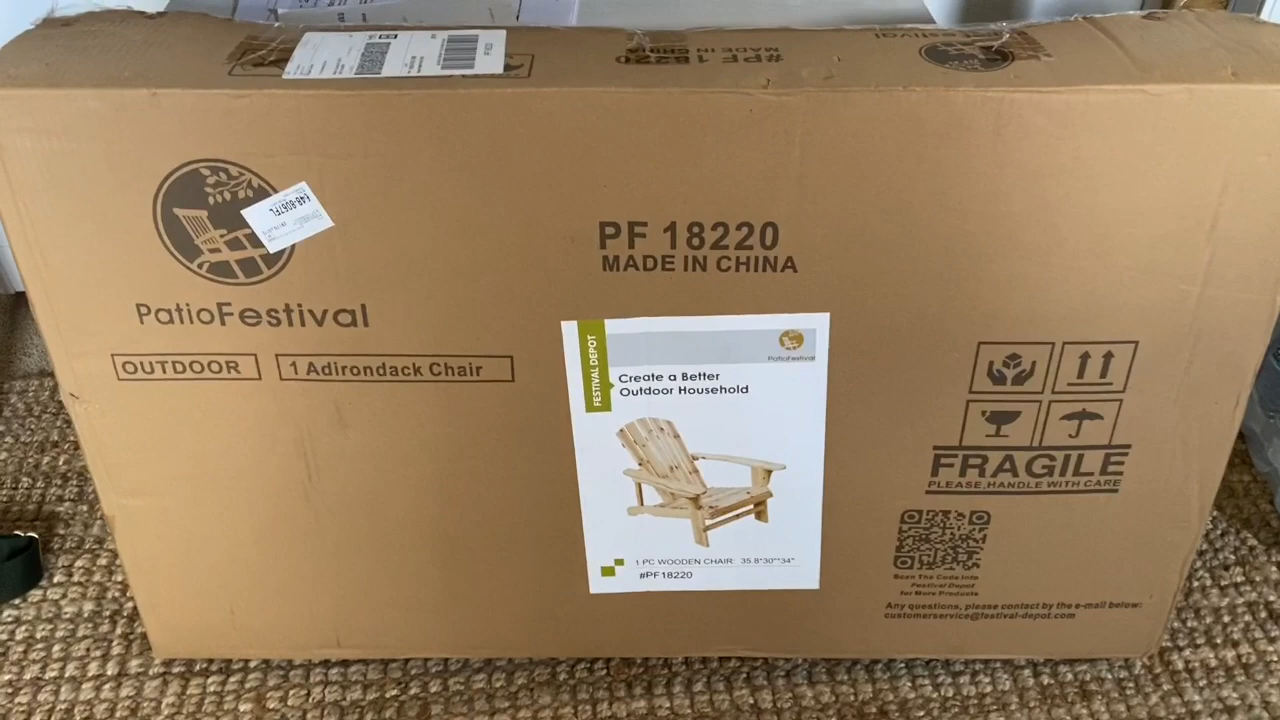 #PF 18220
MADE IN CHINA
PatioFestival
PF 18220
MADE IN CHINA
OUTDOOR
1 Adirondack Chair
FESTIVAL DEPOT
PatioFestival
Create a Better
Outdoor Household
1 PC WOODEN CHAIR: 35.8*30"*34"
#PF18220
FRAGILE
PLEASE,HANDLE WITH CARE
Scan The Code Into
Festival Depot
for More Products
Any questions, please contact by the e-mail below:
customerservice@festival-depot.com